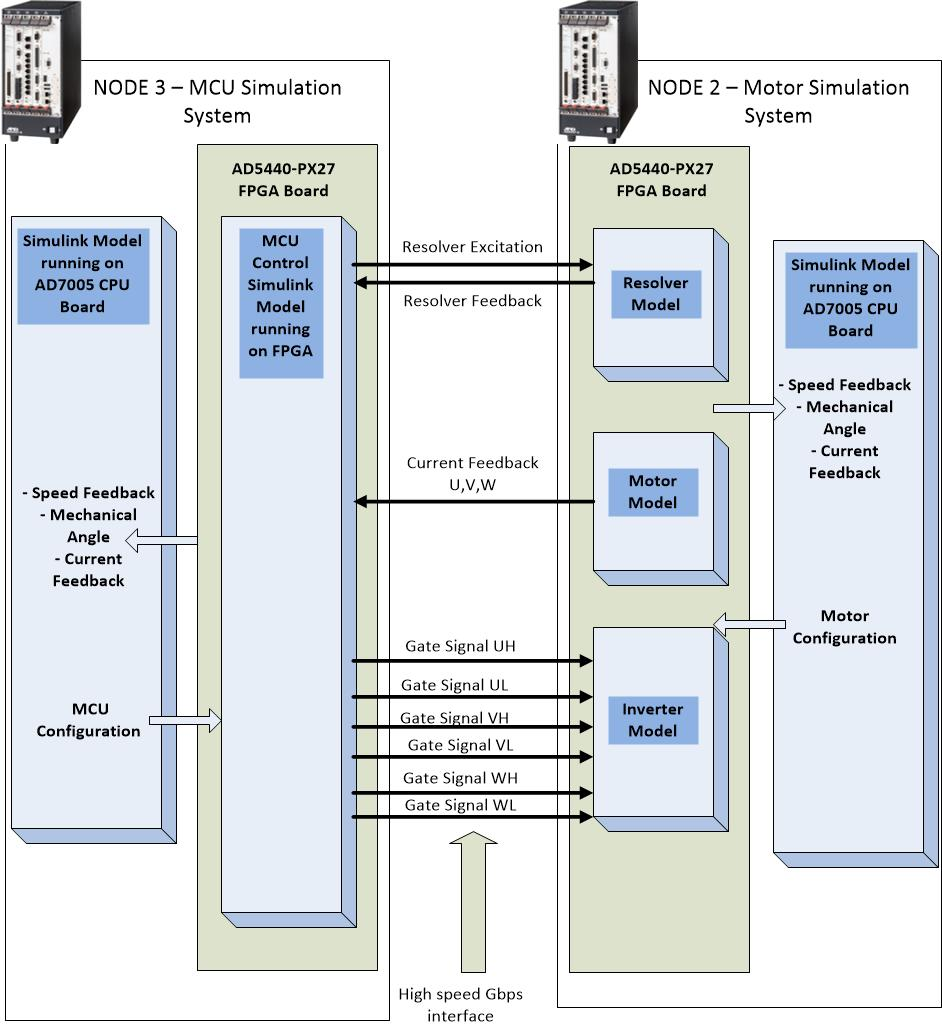 NODE 3 – MCU Simulation
System
AD5440-PX27
FPGA Board
Simulink Model
running on
AD7005 CPU
Board
MCU
Control
Simulink
Model
running
on FPGA
- Speed Feedback
- Mechanical
Angle
- Current
Feedback
MCU
Configuration
Resolver Excitation
Resolver Feedback
Current Feedback
U,V,W
Gate Signal UH
Gate Signal UL
Gate Signal VH
Gate Signal VL
Gate Signal WH
Gate Signal WL
High speed Gbps
interface
NODE 2 – Motor Simulation
System
AD5440-PX27
FPGA Board
Resolver
Model
Motor
Model
Inverter
Model
Simulink Model
running on
AD7005 CPU
Board
- Speed Feedback
- Mechanical
Angle
- Current
Feedback
Motor
Configuration